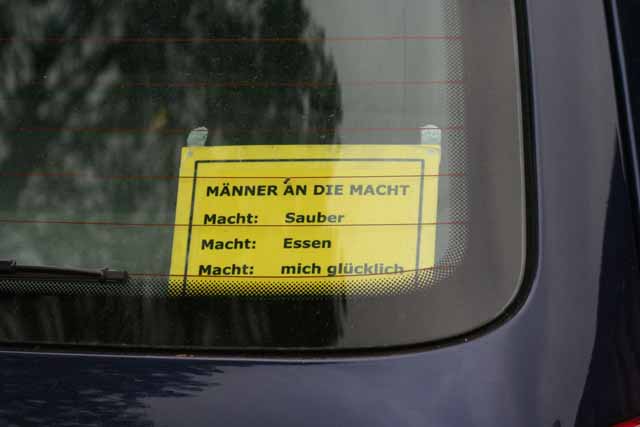 MÄNNER AN DIE MACHT
Macht: Sauber
Macht: Essen
Macht: mich glücklich